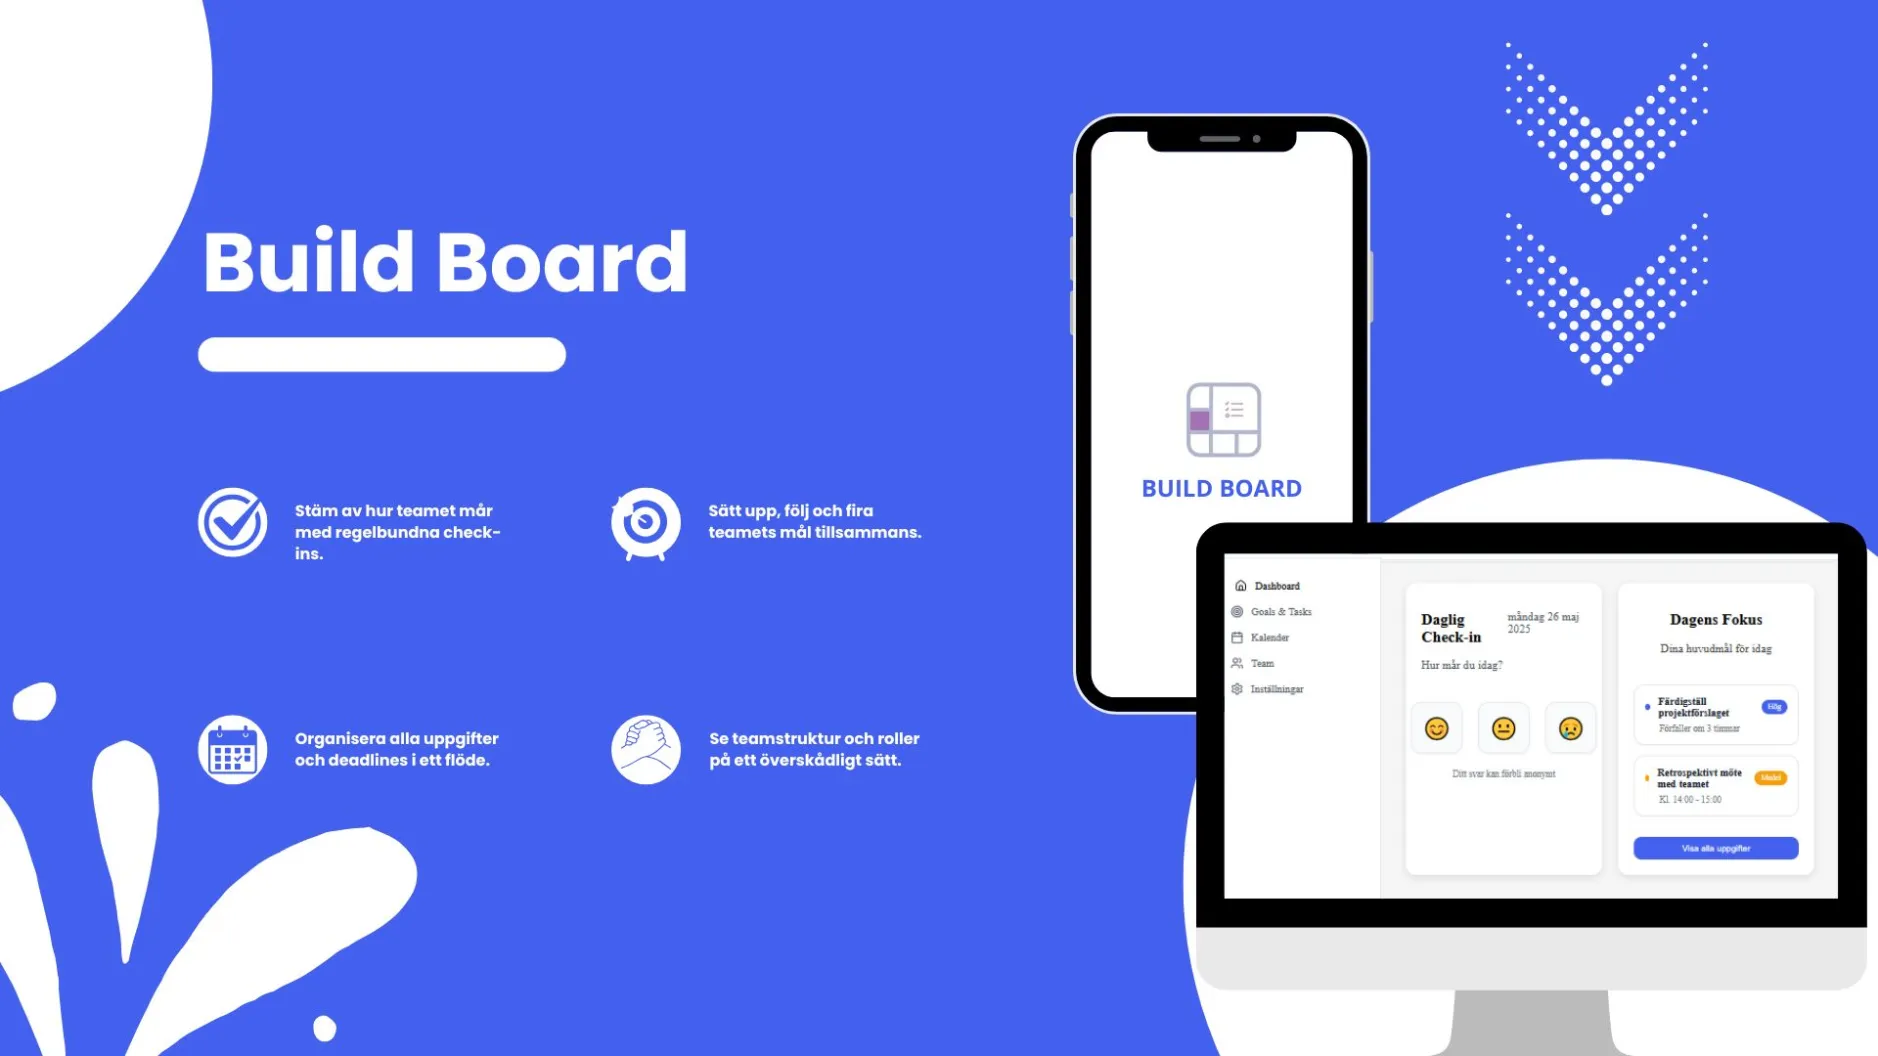 Build Board
Stäm av hur teamet mår
med regelbundna check-
ins.
Sätt upp, följ och fira
teamets mål tillsammans.
Organisera alla uppgifter
och deadlines i ett flöde.
Se teamstruktur och roller
på ett överskådligt sätt.
BUILD BOARD
Dashboard
Goals & Tasks
Kalender
Team
Inställningar
Daglig
Check-in
måndag 26 maj
2025
Hur mår du idag?
Ditt svar kan förbli anonymt
Dagens Fokus
Dina huvudmål för idag
Färdigställ
projektförslaget
Hög
Förfaller om 3 timmar
Retrospektivt möte
med teamet
Medel
Kl. 14:00 - 15:00
Visa alla uppgifter